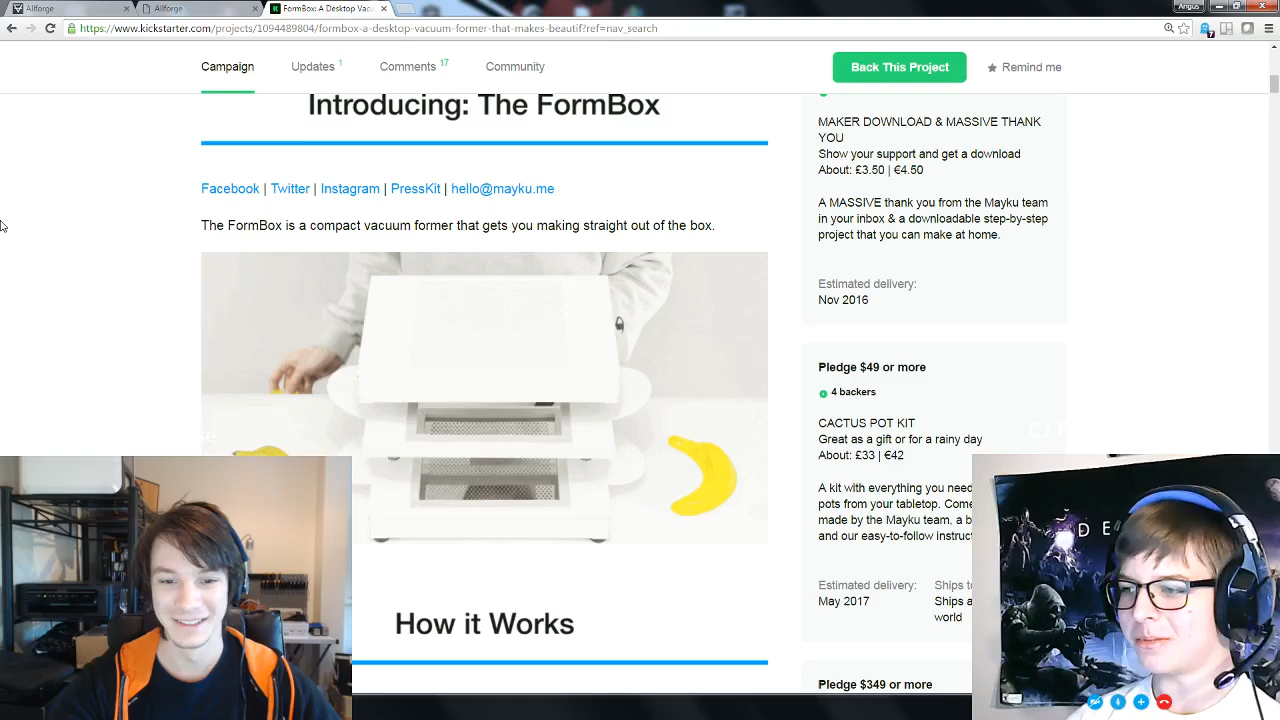 Allforge
Allforge
FormBox: A Desktop Vacuu
Angus
https://www.kickstarter.com/projects/1094489804/formbox-a-desktop-vacuum-former-that-makes-beautif?ref=nav_search
7
Campaign
Updates 1
Comments 17
Community
Back This Project
Remind me
Introducing: The FormBox
Facebook | Twitter | Instagram | PressKit | hello@mayku.me
The FormBox is a compact vacuum former that gets you making straight out of the box.
How it Works
MAKER DOWNLOAD & MASSIVE THANK
YOU
Show your support and get a download
About: £3.50 | €4.50
A MASSIVE thank you from the Mayku team
in your inbox & a downloadable step-by-step
project that you can make at home.
Estimated delivery:
Nov 2016
Pledge $49 or more
4 backers
CACTUS POT KIT
Great as a gift or for a rainy day
About: £33 | €42
A kit with everything you need
pots from your tabletop. Come
made by the Mayku team, a b
and our easy-to-follow instruct
Estimated delivery:
May 2017
Ships to
Ships a
world
Pledge $349 or more
CJ
D E